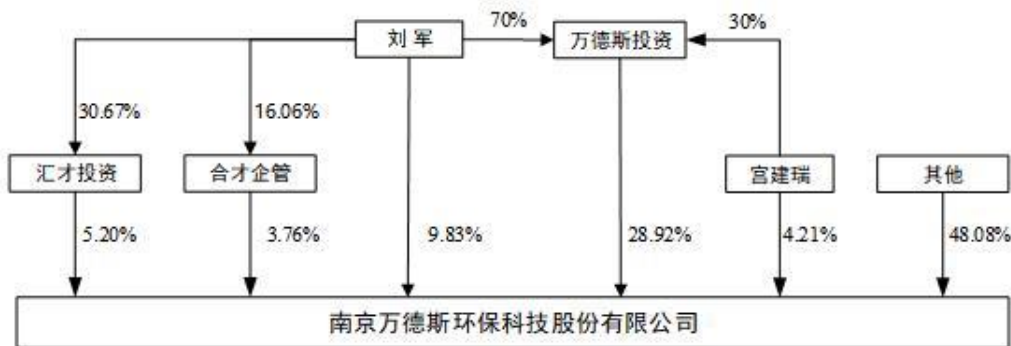 70%
30%
刘 军
万德斯投资
30.67%
16.06%
汇才投资
合才企管
宫建瑞
其他
5.20%
3.76%
9.83%
28.92%
4.21%
48.08%
南京万德斯环保科技股份有限公司